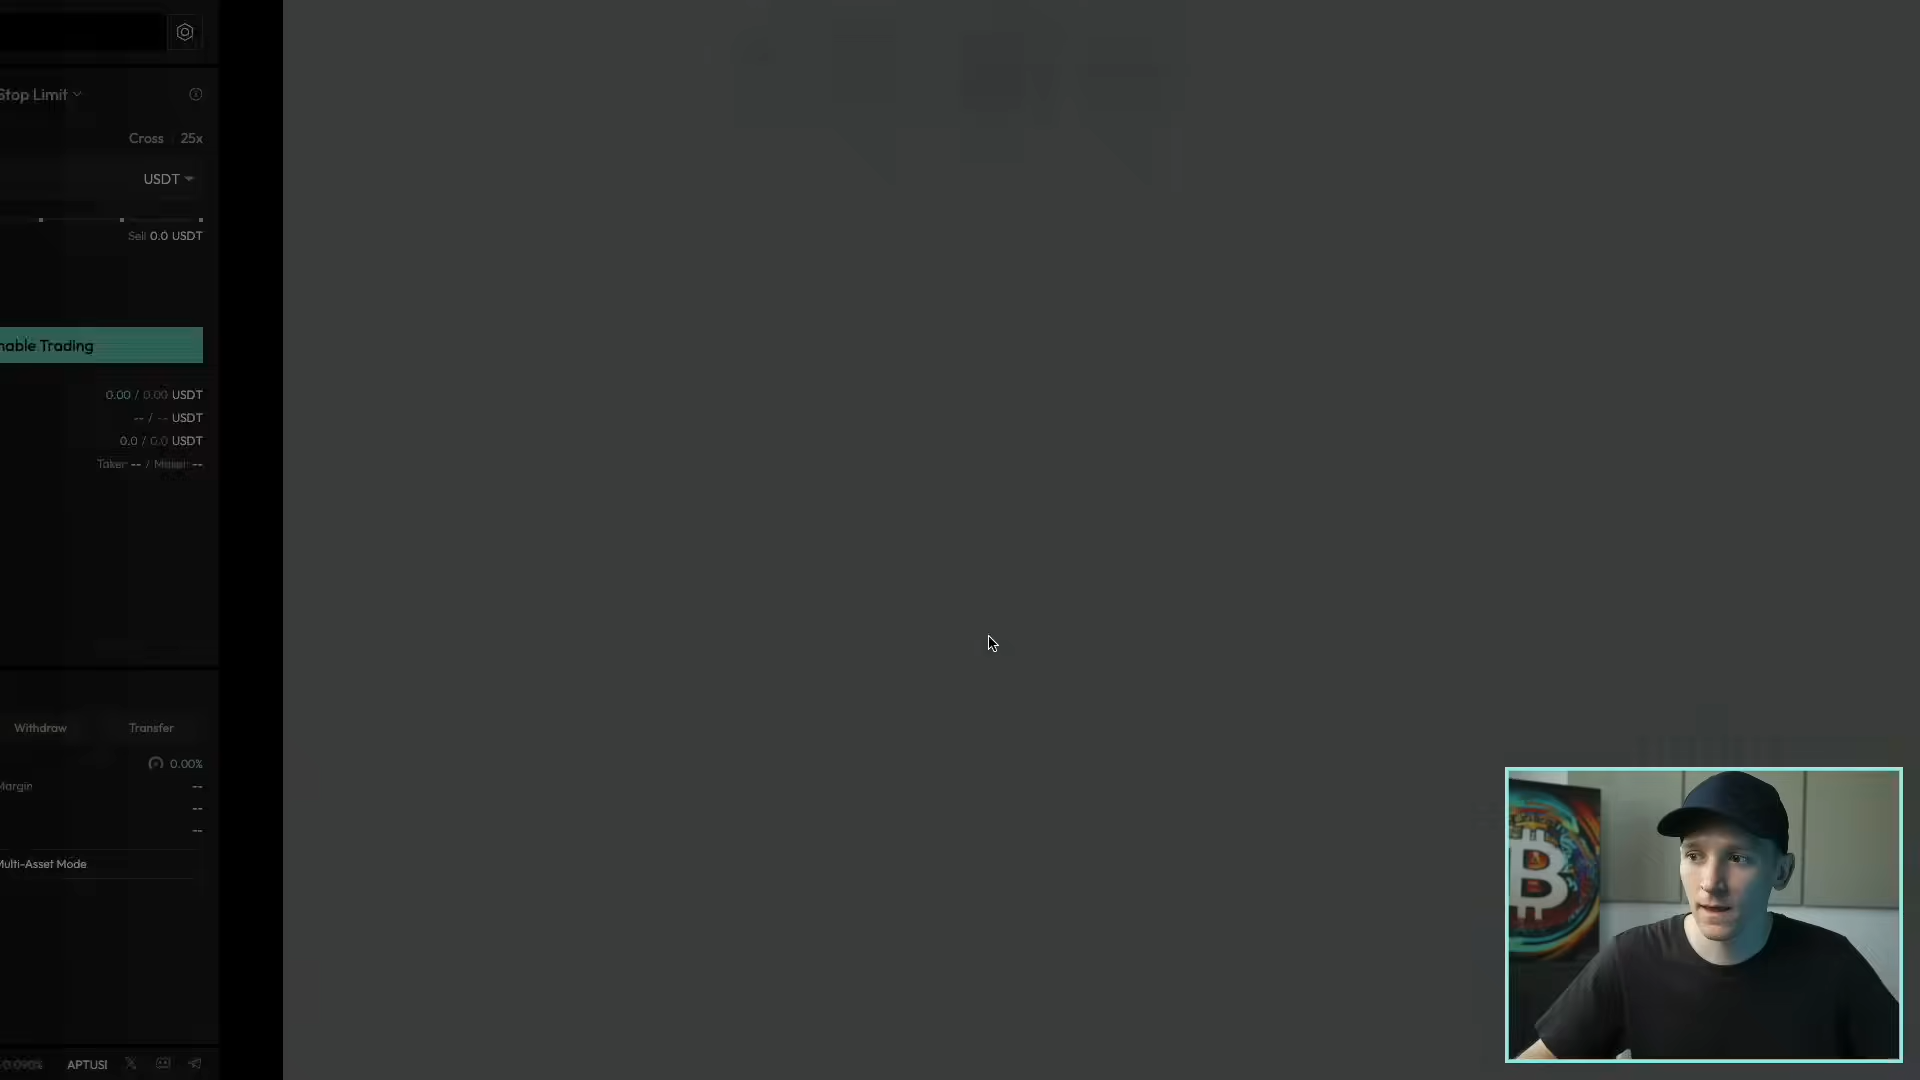 Stop Limit
Cross 25x
USDT
Sell 0.0 USDT
nable Trading
0.00 / 0.00 USDT
-- / -- USDT
0.0 / 0.0 USDT
Taker -- / Maker --
Withdraw Transfer
0.00%
Margin --
--
--
Multi-Asset Mode
APTUSI
B